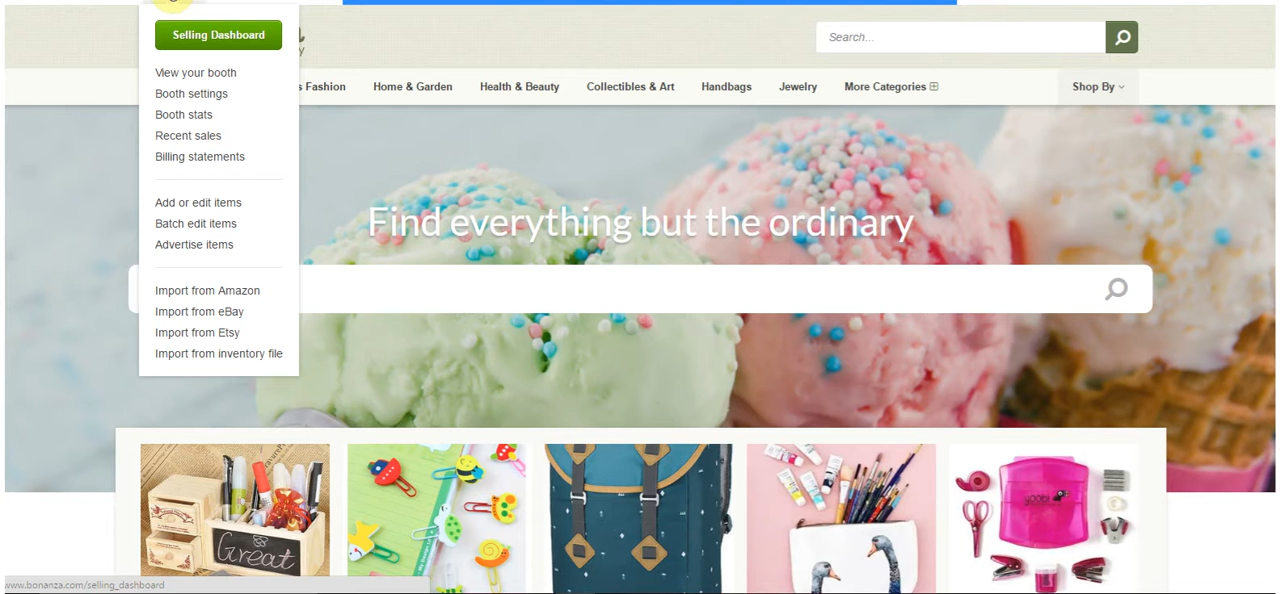 Selling Dashboard
View your booth
Booth settings
Booth stats
Recent sales
Billing statements
Add or edit items
Batch edit items
Advertise items
Import from Amazon
Import from eBay
Import from Etsy
Import from inventory file
y
Search...
s Fashion Home & Garden Health & Beauty Collectibles & Art Handbags Jewelry More Categories Shop By
Find everything but the ordinary
Great
yoobi
www.bonanza.com/selling_dashboard